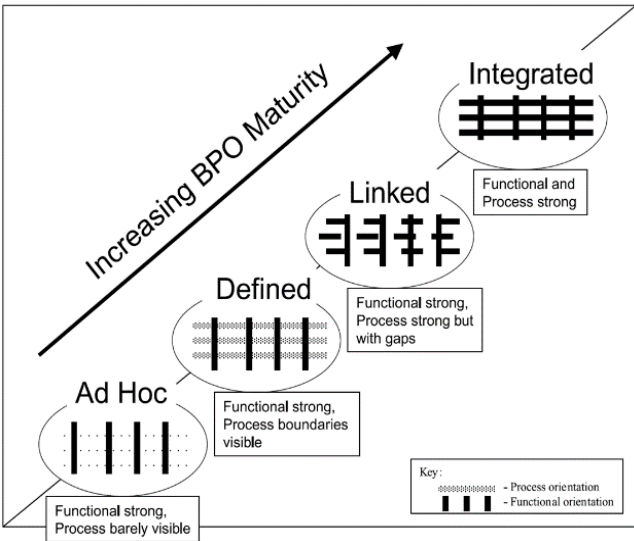 Increasing BPO Maturity
Integrated
Functional and
Process strong
Linked
Functional strong,
Process strong but
with gaps
Defined
Functional strong,
Process boundaries
visible
Ad Hoc
Functional strong,
Process barely visible
Key:
- Process orientation
- Functional orientation